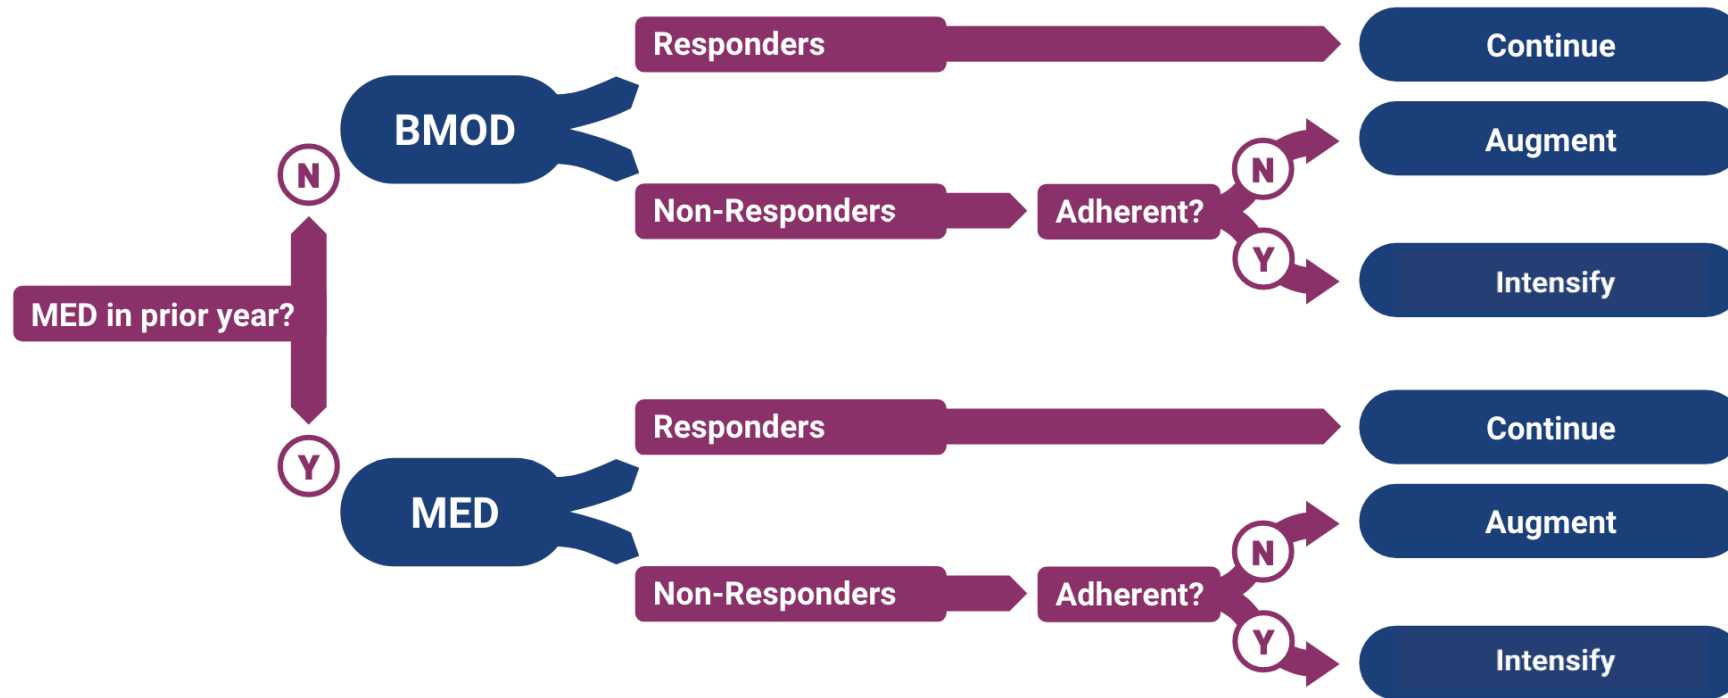 Responders
Continue
BMOD
Augment
N
N
Non-Responders
Adherent?
Y
Intensify
MED in prior year?
Responders
Continue
Y
MED
Augment
N
Non-Responders
Adherent?
Y
Intensify